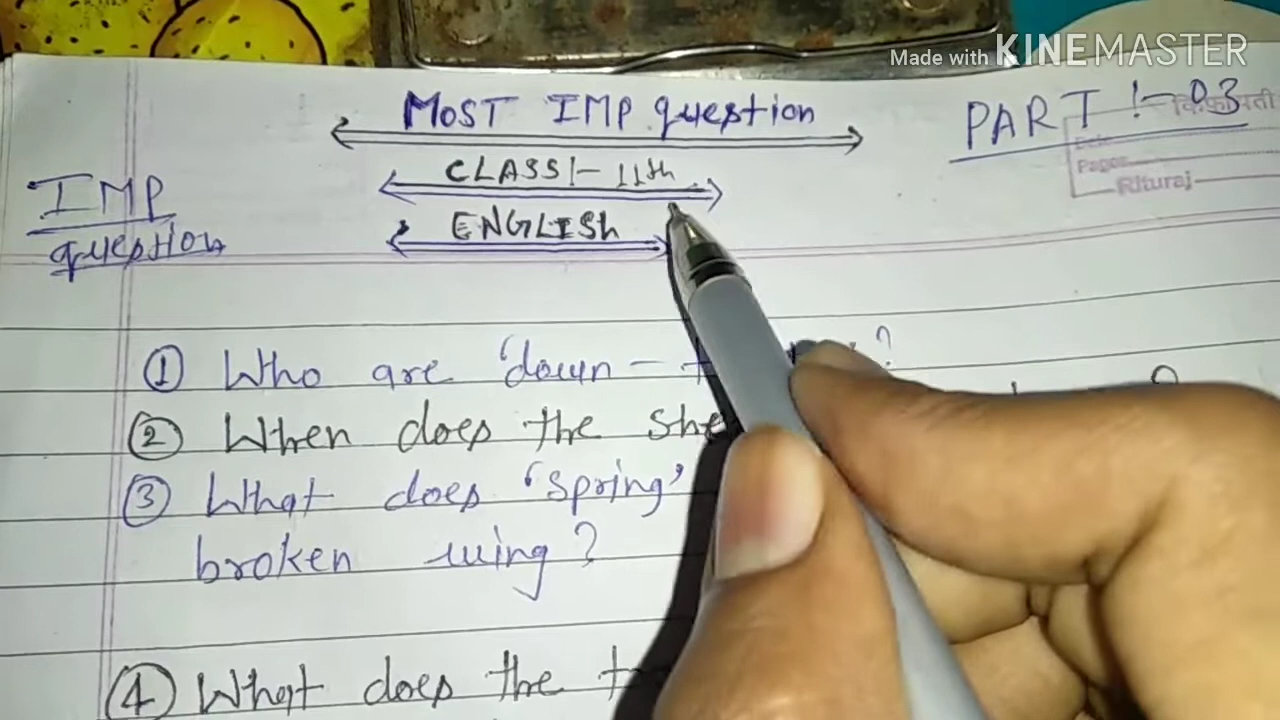 Made with KINEMASTER
MOST IMP question
PART :- 03
CLASS :- 11th
IMP
question
ENGLISH
Page
Rituraj
① Who are 'down - ?
② When does the she ?
③ What does 'spring'
broken wing?
④ What does the